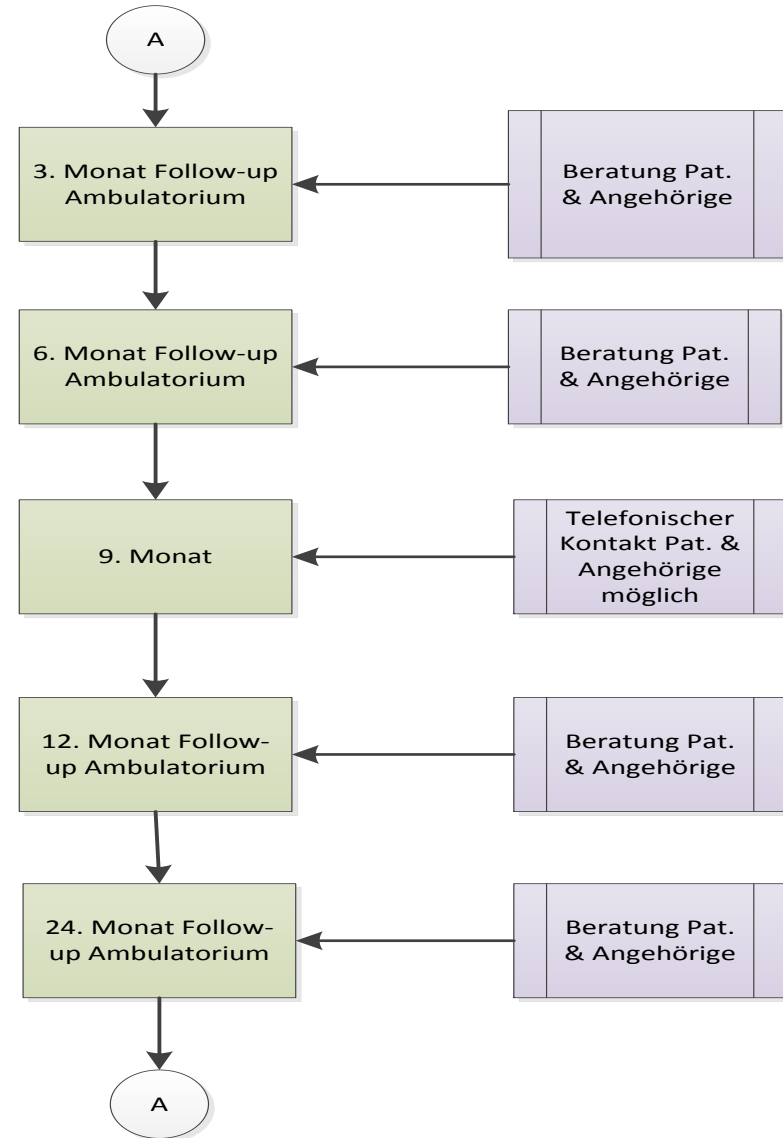 A
3. Monat Follow-up
Ambulatorium
Beratung Pat.
& Angehörige
6. Monat Follow-up
Ambulatorium
Beratung Pat.
& Angehörige
9. Monat
Telefonischer
Kontakt Pat. &
Angehörige
möglich
12. Monat Follow-
up Ambulatorium
Beratung Pat.
& Angehörige
24. Monat Follow-
up Ambulatorium
Beratung Pat.
& Angehörige
A